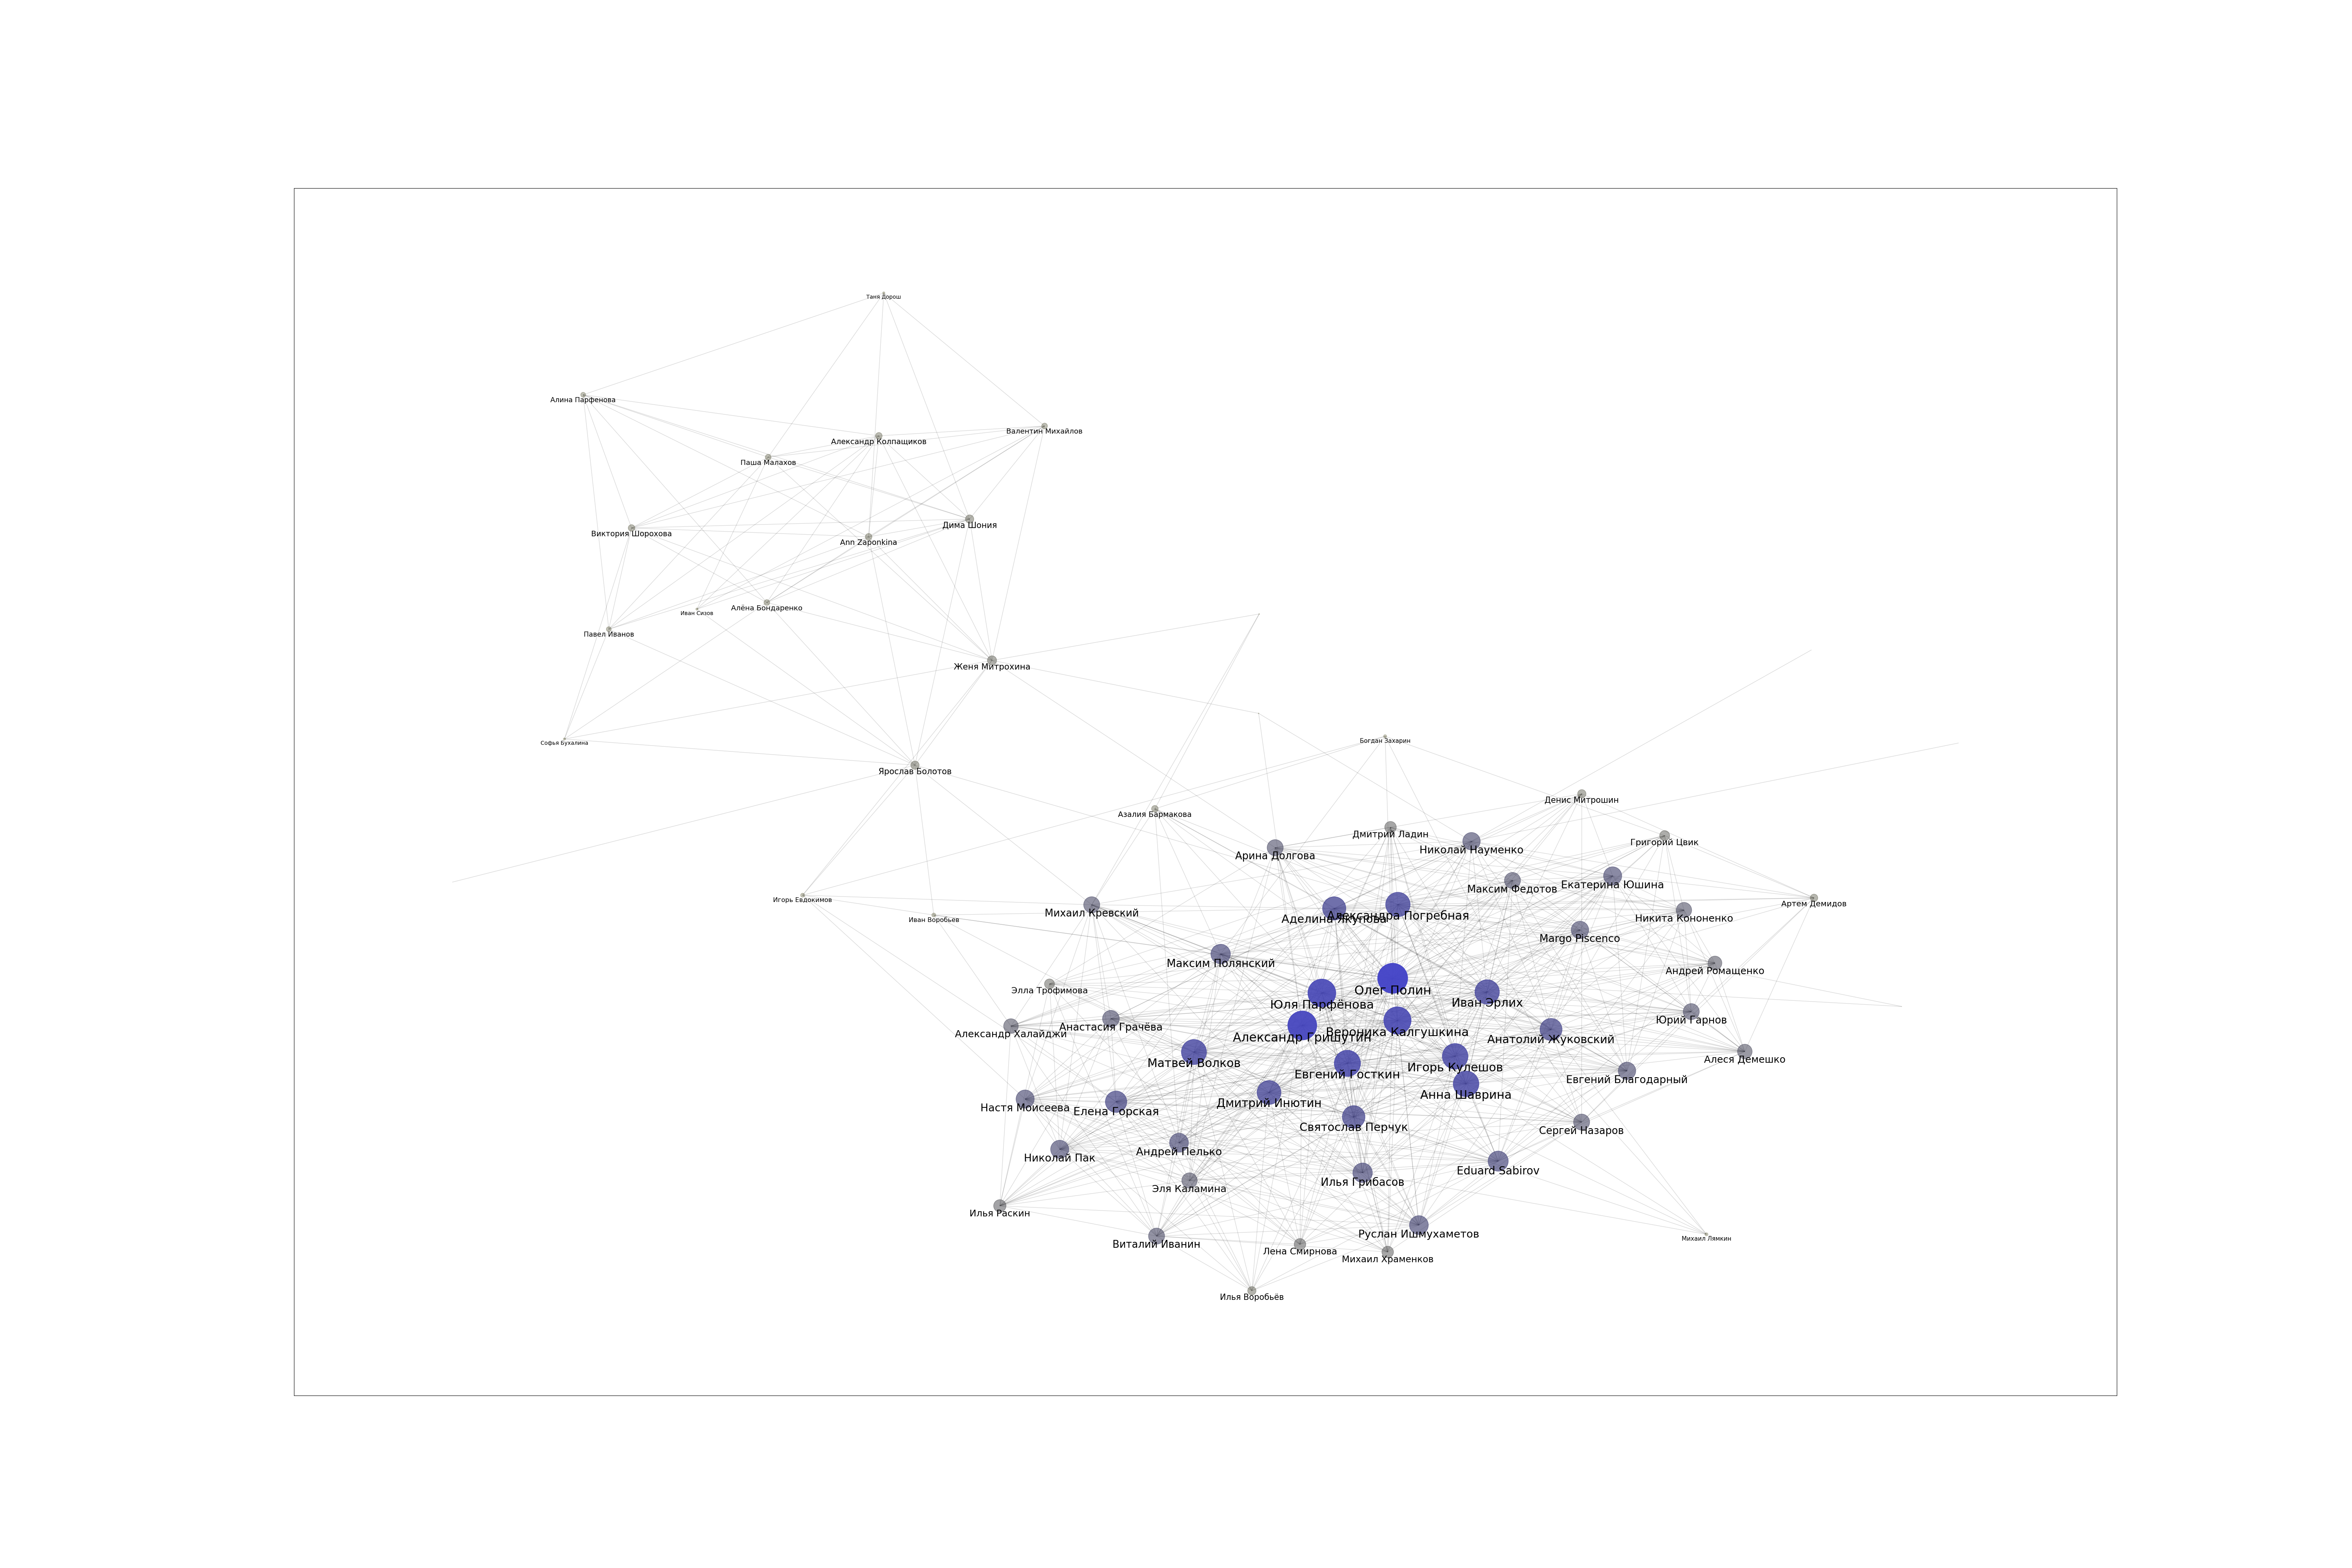 Таня Дорош
Алина Парфенова
Валентин Михайлов
Александр Колпащиков
Паша Малахов
Дима Шония
Виктория Шорохова
Ann Zaponkina
Алёна Бондаренко
Иван Сизов
Павел Иванов
Женя Митрохина
Софья Бухалина
Богдан Захарин
Ярослав Болотов
Денис Митрошин
Азалия Бармакова
Дмитрий Ладин
Григорий Цвик
Николай Науменко
Арина Долгова
Екатерина Юшина
Максим Федотов
Игорь Евдокимов
Артем Демидов
Михаил Кревский
Александра Погребная
Никита Кононенко
Аделина Якупова
Иван Воробьев
Margo Piscenco
Максим Полянский
Андрей Ромащенко
Элла Трофимова
Олег Полин
Иван Эрлих
Юля Парфёнова
Юрий Гарнов
Анастасия Грачёва
Вероника Калгушкина
Александр Халайджи
Александр Гришутин
Анатолий Жуковский
Алеся Демешко
Матвей Волков
Игорь Кулешов
Евгений Госткин
Евгений Благодарный
Анна Шаврина
Дмитрий Инютин
Настя Моисеева
Елена Горская
Святослав Перчук
Сергей Назаров
Андрей Пелько
Николай Пак
Eduard Sabirov
Илья Грибасов
Эля Каламина
Илья Раскин
Руслан Ишмухаметов
Михаил Лямкин
Виталий Иванин
Лена Смирнова
Михаил Храменков
Илья Воробьёв